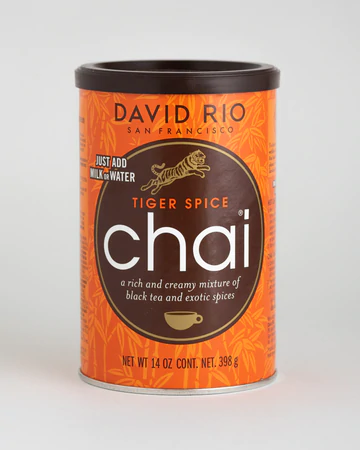 DAVID RIO
SAN FRANCISCO
JUST ADD
MILK OR WATER
TIGER SPICE
chai®
a rich and creamy mixture of
black tea and exotic spices
NET WT 14 OZ CONT. NET. 398 g